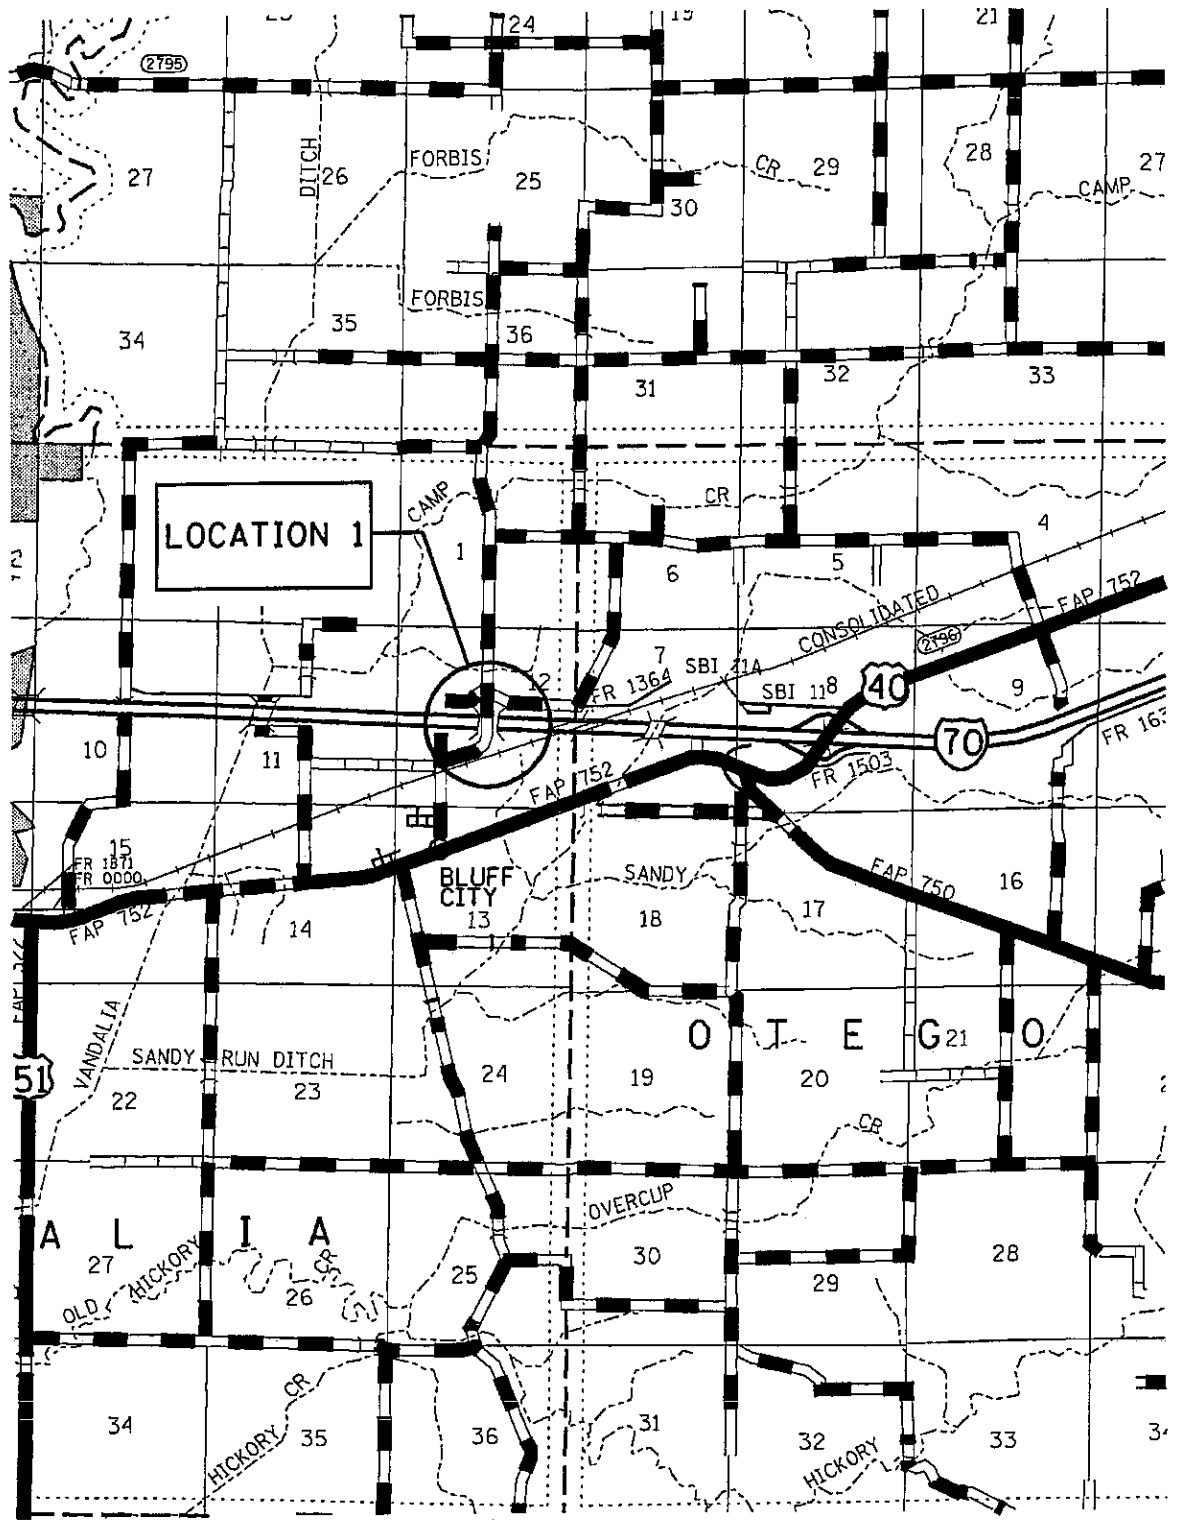 24
19
21
2795
27
DITCH
26
FORBIS
25
CR
29
28
27
CAMP
30
34
35
FORBIS
36
31
32
33
LOCATION 1
CAMP
CR
1
6
5
4
CONSOLIDATED
FAP 752
2796
7
SBI 11A
SBI 11
8
40
9
12
FR 1364
10
11
70
FR 163
FAP 752
FR 1503
15
FR 1871
FR 0000
BLUFF
CITY
SANDY
FAP 750
16
FAP 752
14
13
18
17
VANDALIA
O T E G O
21
51
SANDY RUN DITCH
22
23
24
19
20
CR
OVERCUP
A L I A
27
HICKORY
CR
OLD
26
25
30
29
28
CR
34
HICKORY
35
36
31
32
HICKORY
33
34